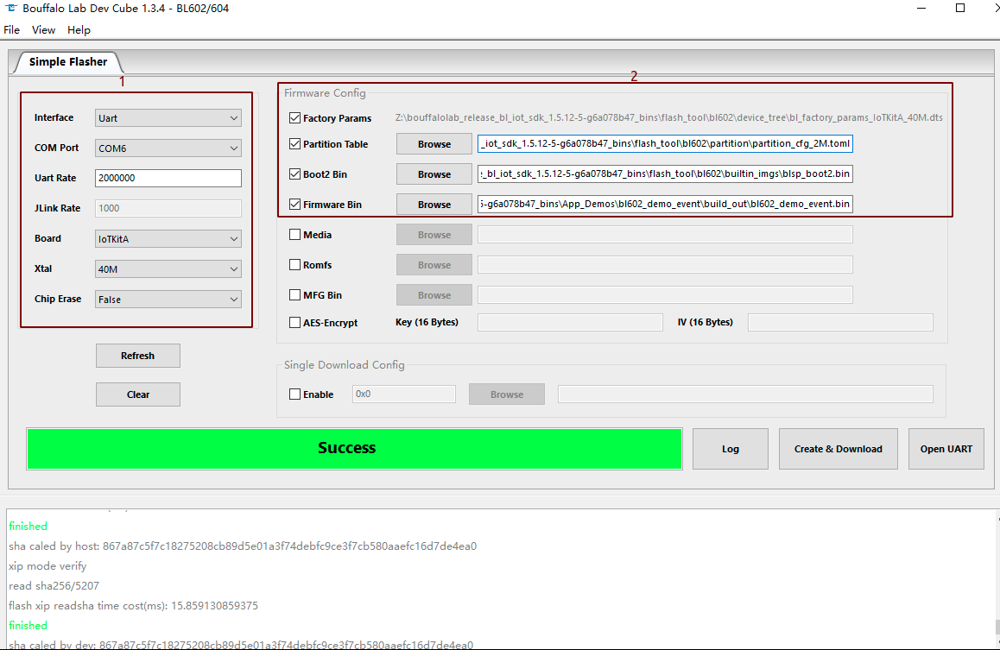 Bouffalo Lab Dev Cube 1.3.4 - BL602/604
File View Help
Simple Flasher
1
2
Interface Uart
COM Port COM6
Uart Rate 2000000
JLink Rate 1000
Board IoTKitA
Xtal 40M
Chip Erase False
Refresh
Clear
Firmware Config
Factory Params Z:\bouffalolab_release_bl_iot_sdk_1.5.12-5-g6a078b47_bins\flash_tool\bl602\device_tree\bl_factory_params_IoTKitA_40M.dts
Partition Table Browse _iot_sdk_1.5.12-5-g6a078b47_bins\flash_tool\bl602\partition\partition_cfg_2M.toml
Boot2 Bin Browse e_bl_iot_sdk_1.5.12-5-g6a078b47_bins\flash_tool\bl602\builtin_imgs\blsp_boot2.bin
Firmware Bin Browse 5-g6a078b47_bins\App_Demos\bl602_demo_event\build_out\bl602_demo_event.bin
Media Browse
Romfs Browse
MFG Bin Browse
AES-Encrypt Key (16 Bytes) IV (16 Bytes)
Single Download Config
Enable 0x0 Browse
Success Log Create & Download Open UART
finished
sha caled by host: 867a87c5f7c18275208cb89d5e01a3f74debfc9ce3f7cb580aaefc16d7de4ea0
xip mode verify
read sha256/5207
flash xip readsha time cost(ms): 15.859130859375
finished
sha caled by dev: 867a87c5f7c18275208cb89d5e01a3f74debfc9ce3f7cb580aaefc16d7de4ea0